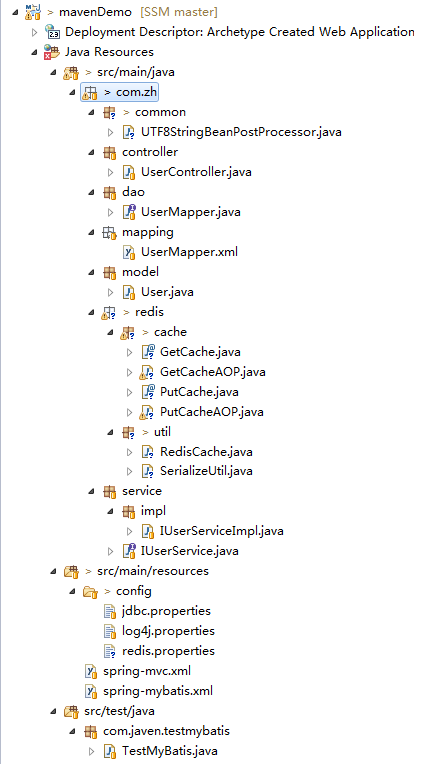 > mavenDemo [SSM master]
Deployment Descriptor: Archetype Created Web Application
Java Resources
> src/main/java
> com.zh
> common
UTF8StringBeanPostProcessor.java
controller
UserController.java
dao
UserMapper.java
mapping
UserMapper.xml
model
User.java
> redis
> cache
GetCache.java
GetCacheAOP.java
PutCache.java
PutCacheAOP.java
> util
RedisCache.java
SerializeUtil.java
service
impl
IUserServiceImpl.java
IUserService.java
> src/main/resources
> config
jdbc.properties
log4j.properties
redis.properties
spring-mvc.xml
spring-mybatis.xml
src/test/java
com.javen.testmybatis
TestMyBatis.java